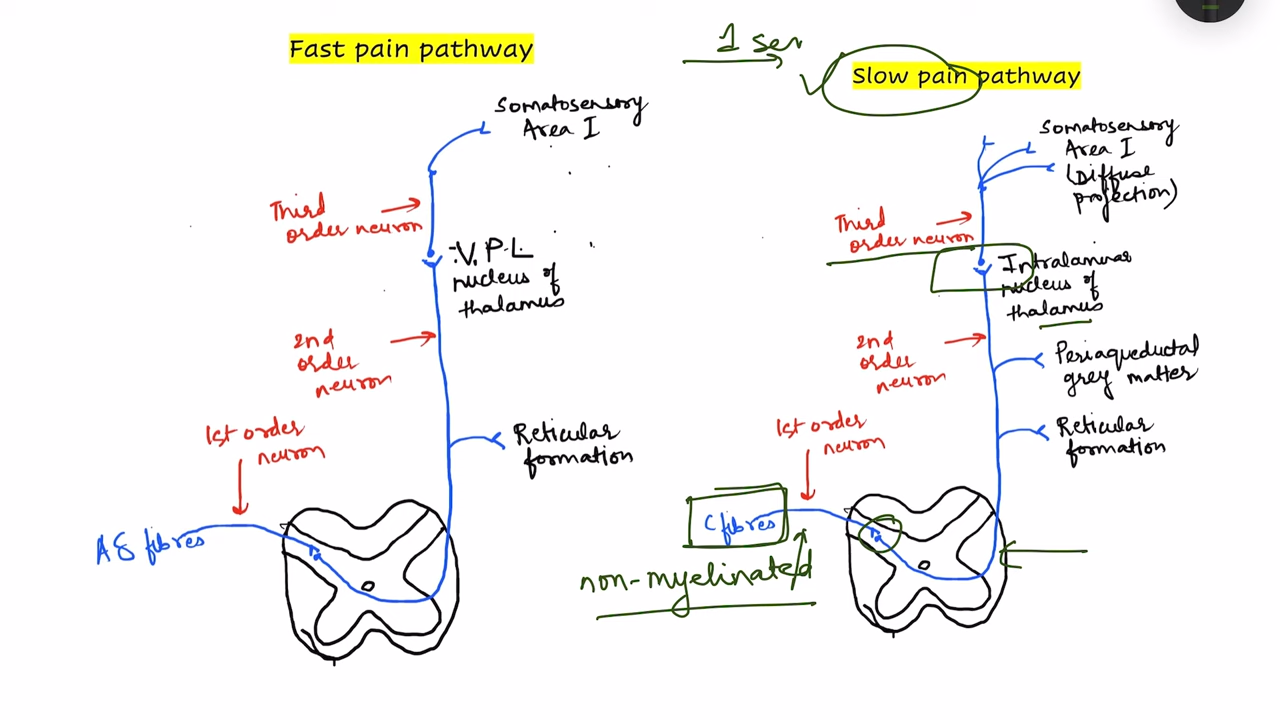 Fast pain pathway
Somatosensory
Area I
Third
order neuron
V.P.L
nucleus of
thalamus
2nd
order
neuron
1st order
neuron
Reticular
formation
Aδ fibres
1 sec
Slow pain pathway
Somatosensory
Area I
(Diffuse
projection)
Third
order neuron
Intralaminar
nucleus of
thalamus
2nd
order
neuron
Periaqueductal
grey matter
1st order
neuron
Reticular
formation
C fibres
non-myelinated